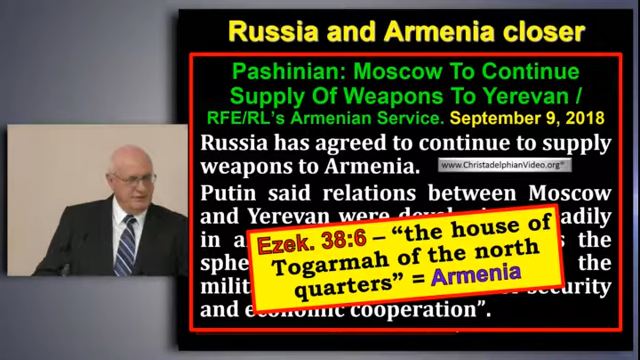 Russia and Armenia closer
Pashinian: Moscow To Continue
Supply Of Weapons To Yerevan /
RFE/RL's Armenian Service. September 9, 2018
Russia has agreed to continue to supply
weapons to Armenia.
www.ChristadelphianVideo.org
Putin said relations between Moscow
and Yerevan were
in
the
sphe
the
milit
security
and economic cooperation".
Ezek. 38:6 – "the house of
Togarmah of the north
quarters" = Armenia